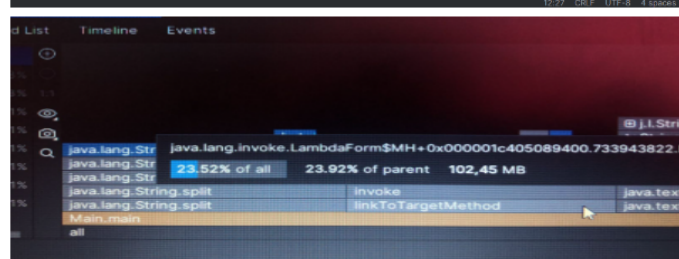 12:27 CRLF UTF-8 4 spaces
d List Timeline Events
j.l.Stri
java.lang.Str
java.lang.invoke.LambdaForm$MH+0x000001c405089400.733943822.
23.52% of all 23.92% of parent 102,45 MB
java.lang.Str
java.lang.Str
java.lang.String.split invoke java.tex
java.lang.String.split linkToTargetMethod java.tex
Main.main
all